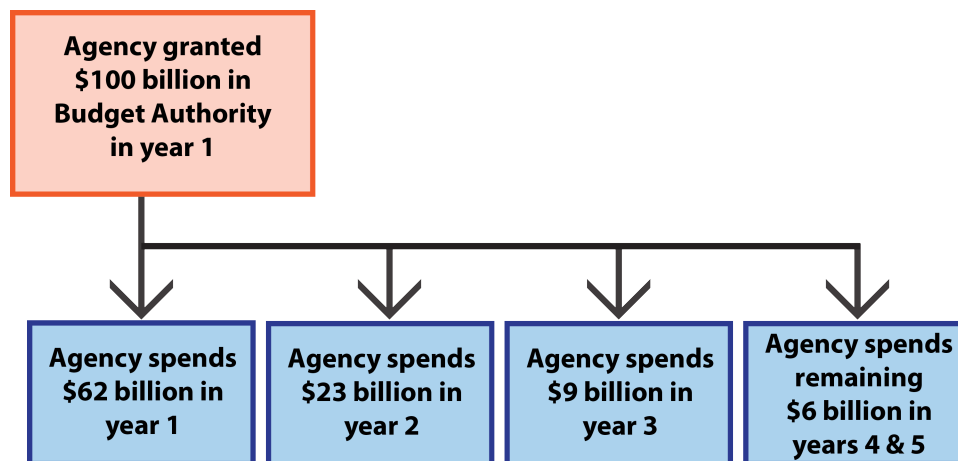 Agency granted
$100 billion in
Budget Authority
in year 1
Agency spends
$62 billion in
year 1
Agency spends
$23 billion in
year 2
Agency spends
$9 billion in
year 3
Agency spends
remaining
$6 billion in
years 4 & 5